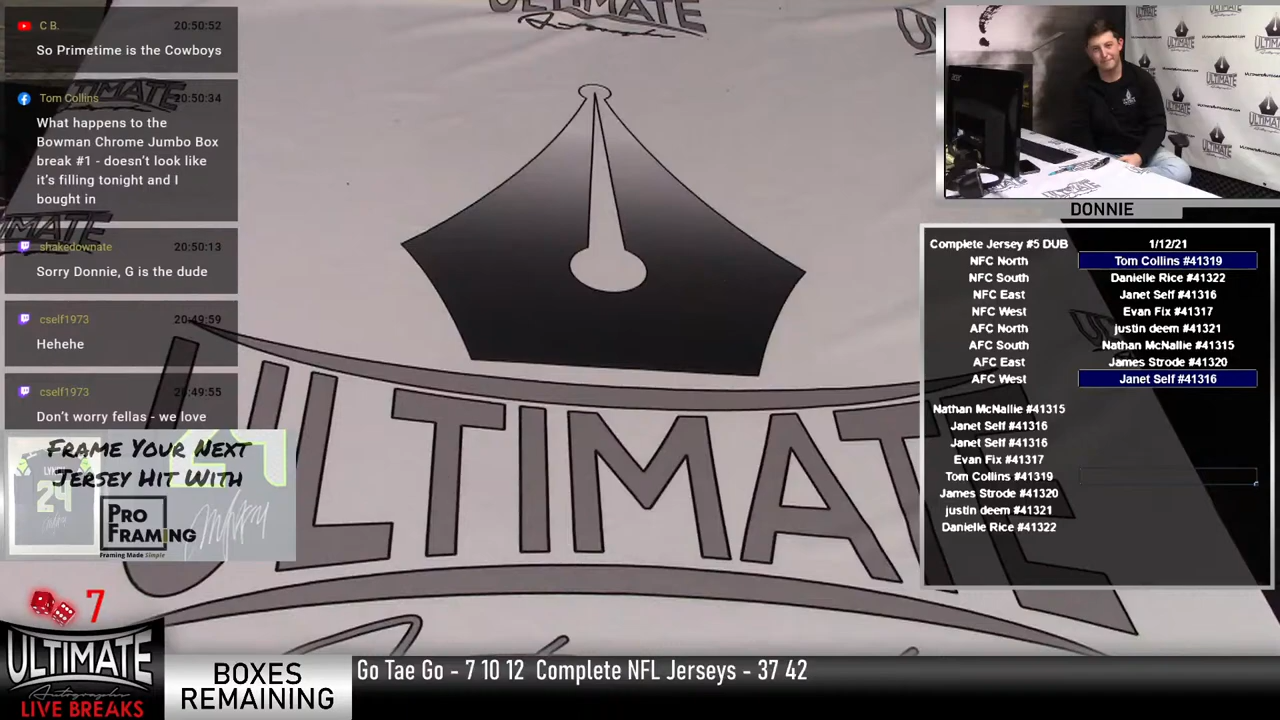 C B. 20:50:52
So Primetime is the Cowboys
Tom Collins 20:50:34
What happens to the
Bowman Chrome Jumbo Box
break #1 - doesn't look like
it's filling tonight and I
bought in
shakedownate 20:50:13
Sorry Donnie, G is the dude
cself1973 20:49:59
Hehehe
cself1973 20:49:55
Don't worry fellas - we love
FRAME YOUR NEXT
JERSEY HIT WITH
24
PRO
FRAMING
Framing Made Simple
7
ULTIMATE
Autographs
LIVE BREAKS
BOXES
REMAINING
Go Tae Go - 7 10 12 Complete NFL Jerseys - 37 42
ULTIMATE
ULTIMATE
DONNIE
Complete Jersey #5 DUB 1/12/21
NFC North Tom Collins #41319
NFC South Danielle Rice #41322
NFC East Janet Self #41316
NFC West Evan Fix #41317
AFC North justin deem #41321
AFC South Nathan McNallie #41315
AFC East James Strode #41320
AFC West Janet Self #41316
Nathan McNallie #41315
Janet Self #41316
Janet Self #41316
Evan Fix #41317
Tom Collins #41319
James Strode #41320
justin deem #41321
Danielle Rice #41322